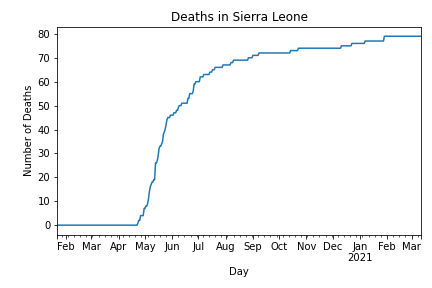 Deaths in Sierra Leone
Number of Deaths
80
70
60
50
40
30
20
10
0
Feb Mar Apr May Jun Jul Aug Sep Oct Nov Dec Jan Feb Mar
2021
Day